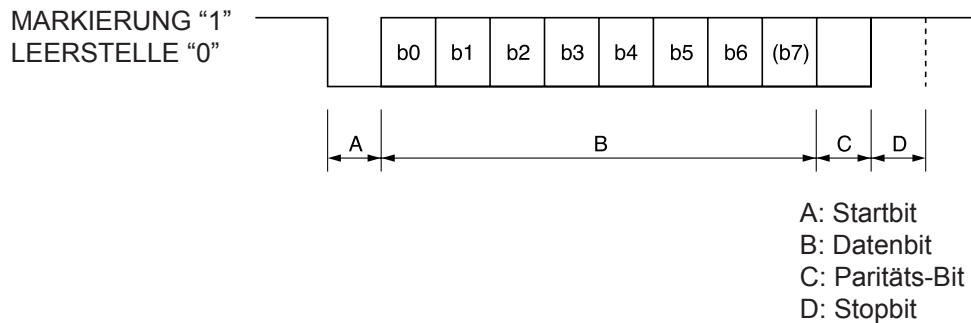 MARKIERUNG “1”
LEERSTELLE “0”
b0 b1 b2 b3 b4 b5 b6 (b7)
A B C D
A: Startbit
B: Datenbit
C: Paritäts-Bit
D: Stopbit